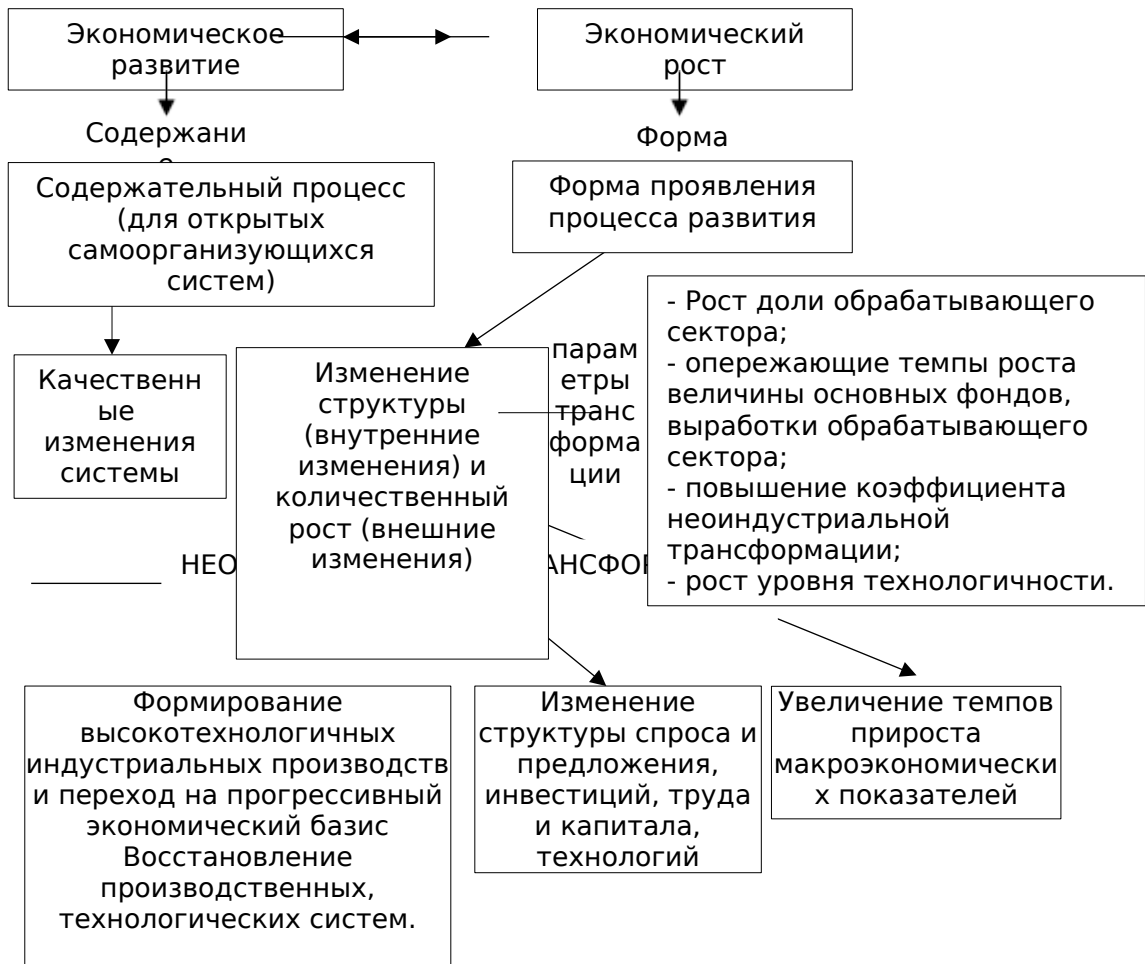 Экономическое
развитие
Экономический
рост
Содержани
Форма
Содержательный процесс
(для открытых
самоорганизующихся
систем)
Форма проявления
процесса развития
Качественн
ые
изменения
системы
Изменение
структуры
(внутренние
изменения) и
количественный
рост (внешние
изменения)
парам
етры
транс
форма
ции
- Рост доли обрабатывающего
сектора;
- опережающие темпы роста
величины основных фондов,
выработки обрабатывающего
сектора;
- повышение коэффициента
неоиндустриальной
трансформации;
- рост уровня технологичности.
Формирование
высокотехнологичных
индустриальных производств
и переход на прогрессивный
экономический базис
Восстановление
производственных,
технологических систем.
Изменение
структуры спроса и
предложения,
инвестиций, труда
и капитала,
технологий
Увеличение темпов
прироста
макроэкономически
х показателей